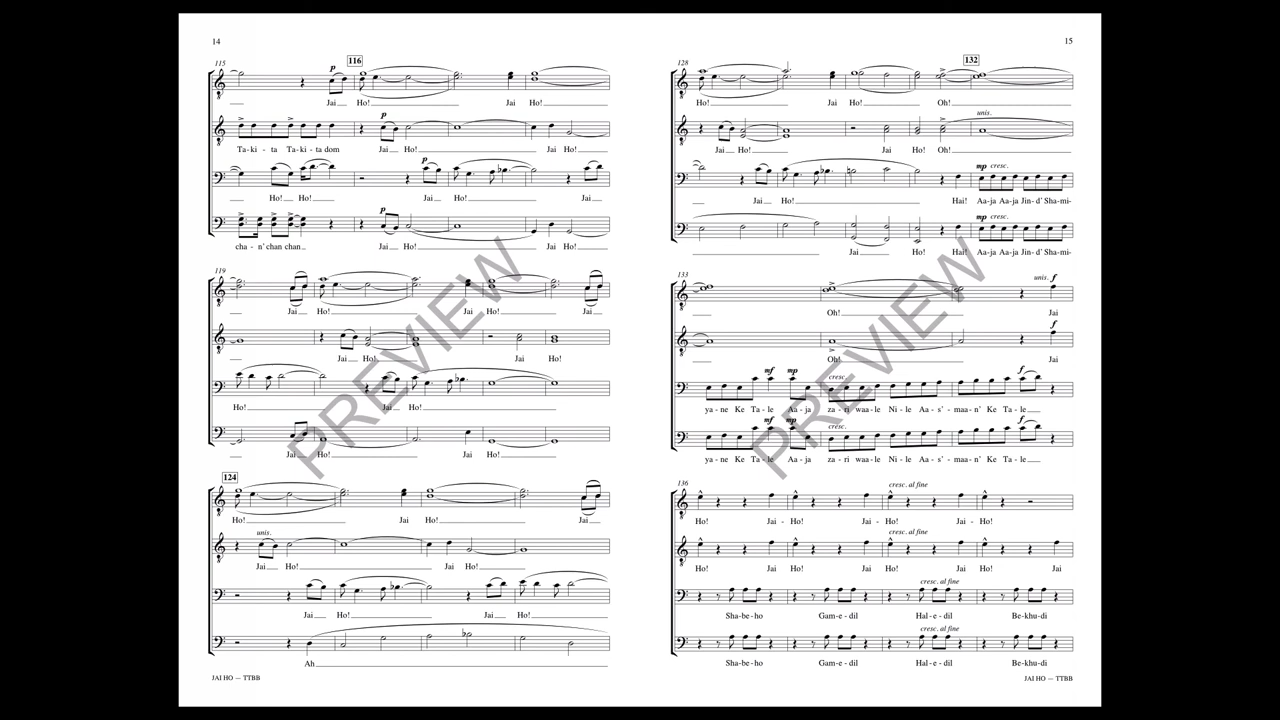 14
115
116
p
Jai Ho! Jai Ho!
p
Ta-ki-ta Ta-ki-ta dom Jai Ho! Jai Ho!
p
Ho! Ho! Jai Ho! Jai
p
cha-n' chan chan Jai Ho! Jai Ho!
119
Jai Ho! Jai Ho! Jai
Jai Ho! Jai Ho!
Ho! Jai Ho!
Jai Ho! Jai Ho!
124
Ho! Jai Ho! Jai
unis.
Jai Ho! Jai Ho!
Jai Ho! Jai Ho!
Ah
JAI HO — TTBB
15
128
132
Ho! Jai Ho! Oh!
unis.
Jai Ho! Jai Ho! Oh!
mp cresc.
Jai Ho! Hai! Aa-ja Aa-ja Jin-d' Sha-mi-
mp cresc.
Jai Ho! Hai! Aa-ja Aa-ja Jin-d' Sha-mi-
133
unis. f
Oh! Jai
f
Oh! Jai
mf mp cresc. f
ya-ne Ke Ta-le Aa-ja za-ri waa-le Ni-le Aa-s'-maa-n' Ke Ta-le
mf mp cresc. f
ya-ne Ke Ta-le Aa-ja za-ri waa-le Ni-le Aa-s'-maa-n' Ke Ta-le
136
cresc. al fine
Ho! Jai-Ho! Jai-Ho! Jai-Ho!
cresc. al fine
Ho! Jai Ho! Jai Ho! Jai Ho! Jai
cresc. al fine
Sha-be-ho Gam-e-dil Hal-e-dil Be-khu-di
cresc. al fine
Sha-be-ho Gam-e-dil Hal-e-dil Be-khu-di
JAI HO — TTBB
PREVIEW
PREVIEW